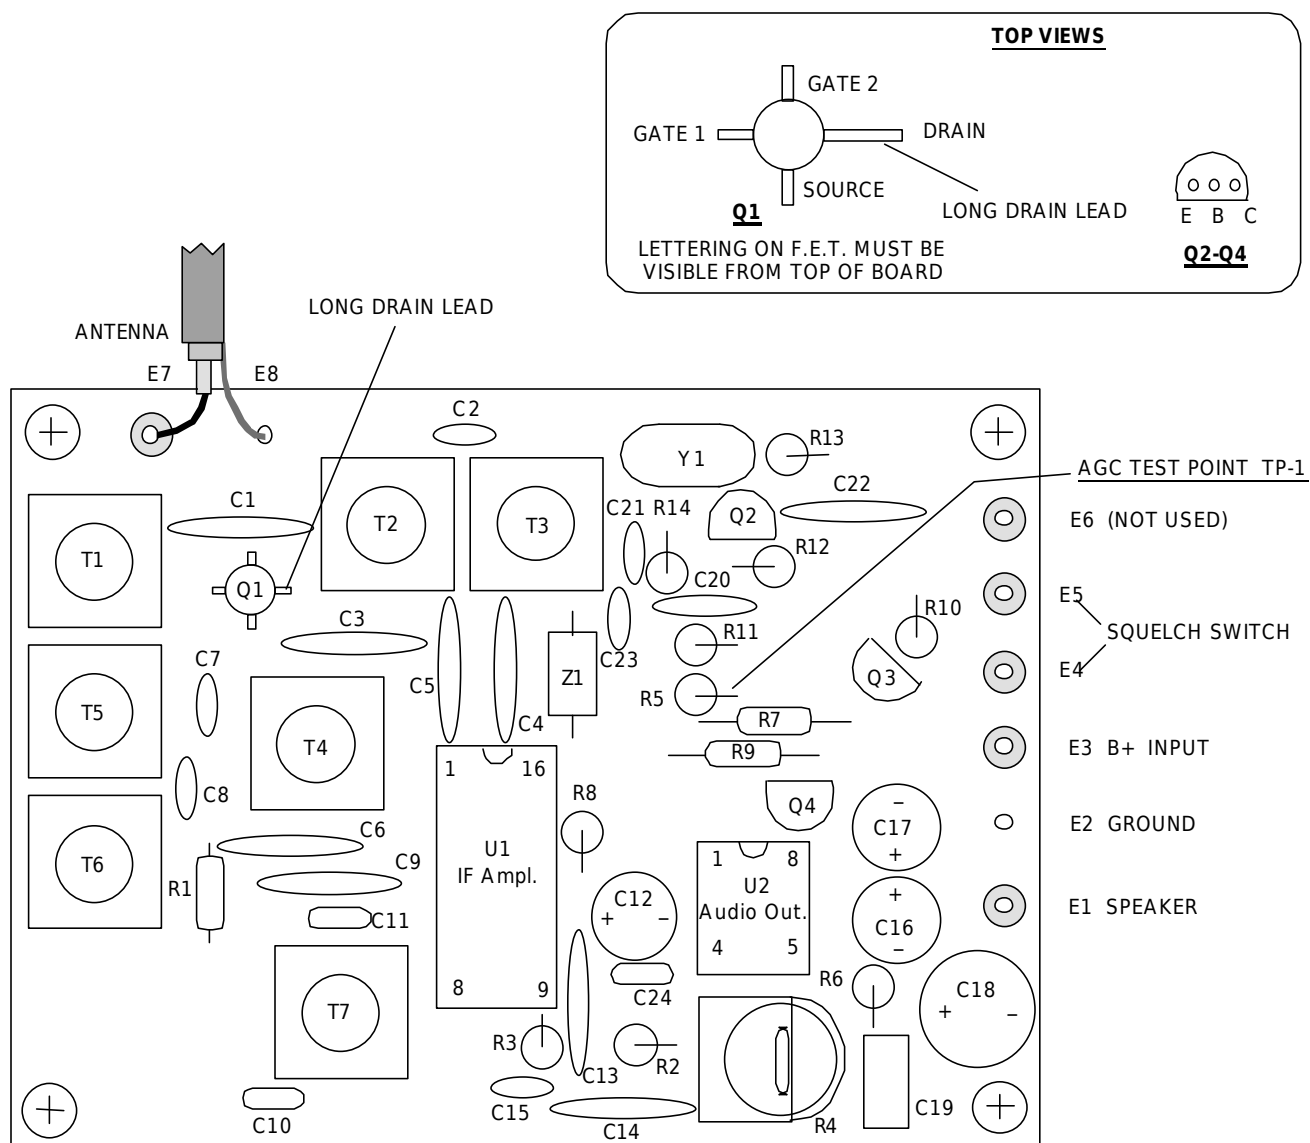 TOP VIEWS
GATE 2
GATE 1
DRAIN
SOURCE
LONG DRAIN LEAD
E B C
Q1
Q2-Q4
LETTERING ON F.E.T. MUST BE
VISIBLE FROM TOP OF BOARD
LONG DRAIN LEAD
ANTENNA
E7
E8
C2
R13
Y1
AGC TEST POINT TP-1
C1
T2
T3
C21
R14
Q2
C22
E6 (NOT USED)
T1
Q1
R12
C20
E5
R10
SQUELCH SWITCH
C3
C23
R11
E4
C7
C5
Z1
R5
Q3
T5
C4
R7
T4
R9
E3 B+ INPUT
1
16
C8
R8
Q4
−
C17
+
C6
E2 GROUND
U1
IF Ampl.
T6
R1
C9
1
8
U2
Audio Out.
4
5
C12
+ −
+
C16
−
E1 SPEAKER
C11
8
9
C24
R6
C18
+ −
T7
R3
R2
C13
C15
C10
C14
R4
C19